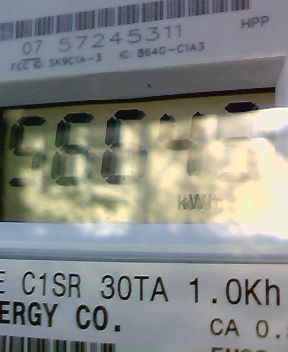 HPP
07 57245311
FCC ID: SK9C1A-3 IC: 864G-C1A3
kWh
E C1SR 30TA 1.0Kh
ERGY CO.
CA 0.